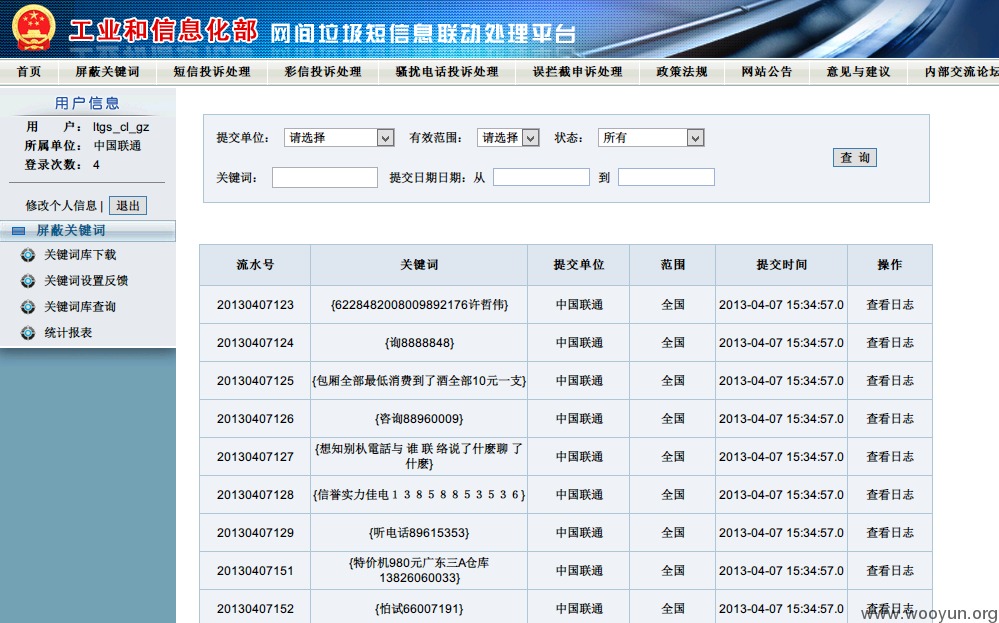 工业和信息化部 网间垃圾短信息联动处理平台
首页 屏蔽关键词 短信投诉处理 彩信投诉处理 骚扰电话投诉处理 误拦截申诉处理 政策法规 网站公告 意见与建议 内部交流论坛
用户信息
用 户： ltgs_cl_gz
所属单位： 中国联通
登录次数： 4
修改个人信息 | 退出
屏蔽关键词
关键词库下载
关键词设置反馈
关键词库查询
统计报表
提交单位： 请选择 有效范围： 请选择 状态： 所有
查 询
关键词： 提交日期日期：从 到
流水号 关键词 提交单位 范围 提交时间 操作
20130407123 {6228482008009892176许哲伟} 中国联通 全国 2013-04-07 15:34:57.0 查看日志
20130407124 {询8888848} 中国联通 全国 2013-04-07 15:34:57.0 查看日志
20130407125 {包厢全部最低消费到了酒全部10元一支} 中国联通 全国 2013-04-07 15:34:57.0 查看日志
20130407126 {咨询88960009} 中国联通 全国 2013-04-07 15:34:57.0 查看日志
20130407127 {想知别朳電話与 谁 联 络说了什麽聊 了
什麽} 中国联通 全国 2013-04-07 15:34:57.0 查看日志
20130407128 {信誉实力佳电１３８５８８５３５３６} 中国联通 全国 2013-04-07 15:34:57.0 查看日志
20130407129 {听电话89615353} 中国联通 全国 2013-04-07 15:34:57.0 查看日志
20130407151 {特价机980元广东三A仓库
13826060033} 中国联通 全国 2013-04-07 15:34:57.0 查看日志
20130407152 {怕试66007191} 中国联通 全国 2013-04-07 15:34:57.0 查看日志
www.wooyun.org